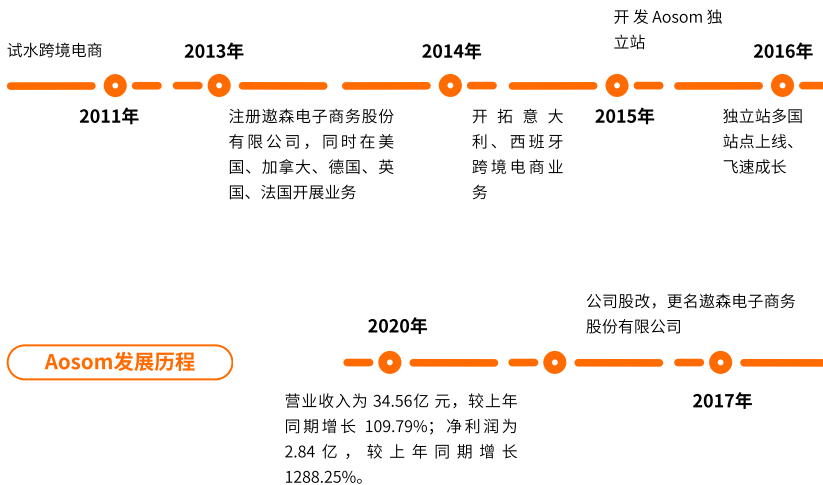 试水跨境电商
2011年
2013年
注册遨森电子商务股份
有限公司，同时在美
国、加拿大、德国、英
国、法国开展业务
2014年
开拓意大
利、西班牙
跨境电商业
务
开发Aosom 独
立站
2015年
2016年
独立站多国
站点上线、
飞速成长
公司股改，更名遨森电子商务
股份有限公司
2017年
2020年
营业收入为 34.56亿 元，较上年
同期增长 109.79%；净利润为
2.84 亿，较上年同期增长
1288.25%。
Aosom发展历程